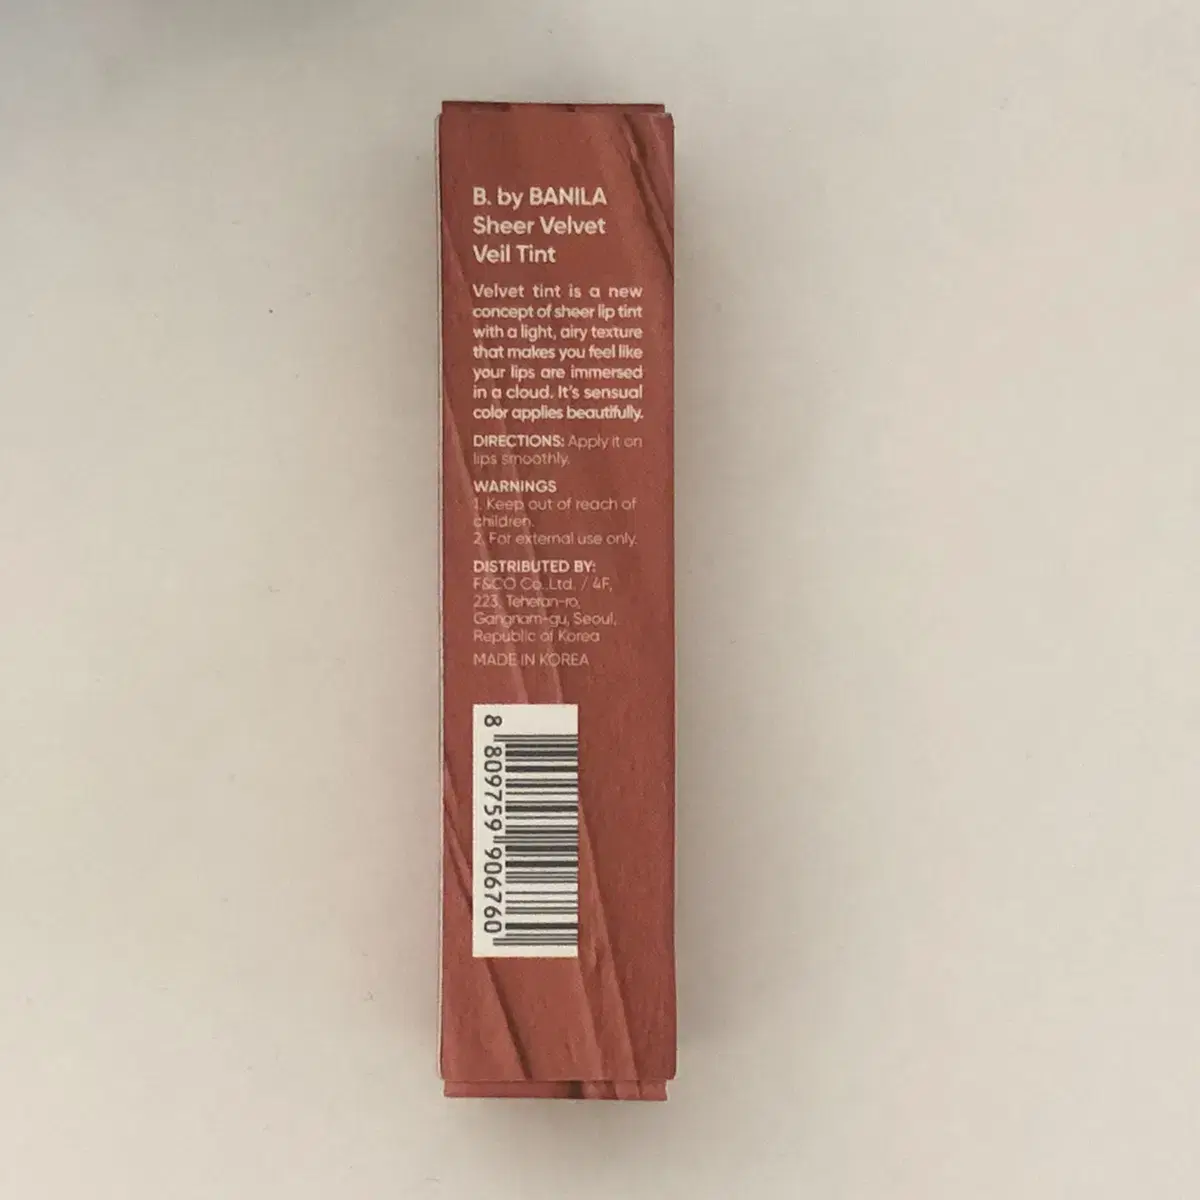 B. by BANILA
Sheer Velvet
Veil Tint
Velvet tint is a new
concept of sheer lip tint
with a light, airy texture
that makes you feel like
your lips are immersed
in a cloud. It's sensual
color applies beautifully.
DIRECTIONS: Apply it on
lips smoothly.
WARNINGS
1. Keep out of reach of
children.
2. For external use only.
DISTRIBUTED BY:
F&CO Co.,Ltd. / 4F,
223, Teheran-ro,
Gangnam-gu, Seoul,
Republic of Korea
MADE IN KOREA
8 809759 906760